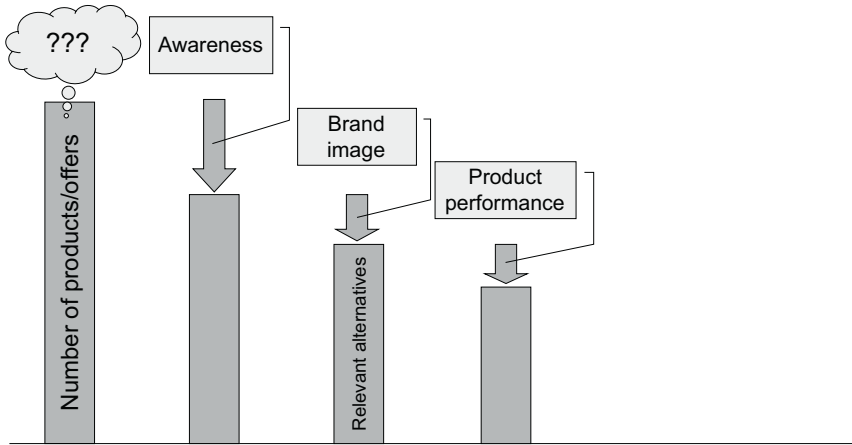 ???
Awareness
Brand
image
Product
performance
Number of products/offers
Relevant alternatives